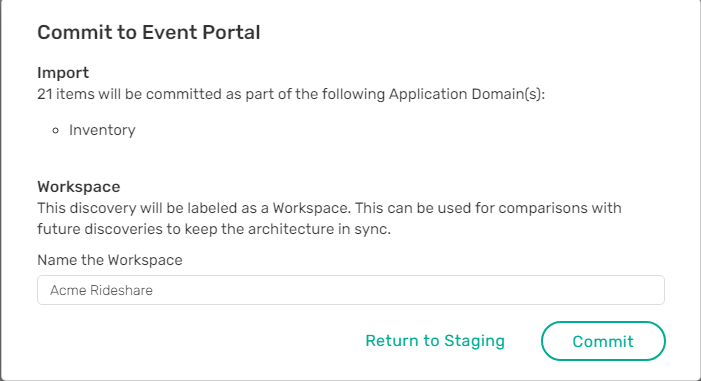 Commit to Event Portal
Import
21 items will be committed as part of the following Application Domain(s):
Inventory
Workspace
This discovery will be labeled as a Workspace. This can be used for comparisons with
future discoveries to keep the architecture in sync.
Name the Workspace
Acme Rideshare
Return to Staging
Commit